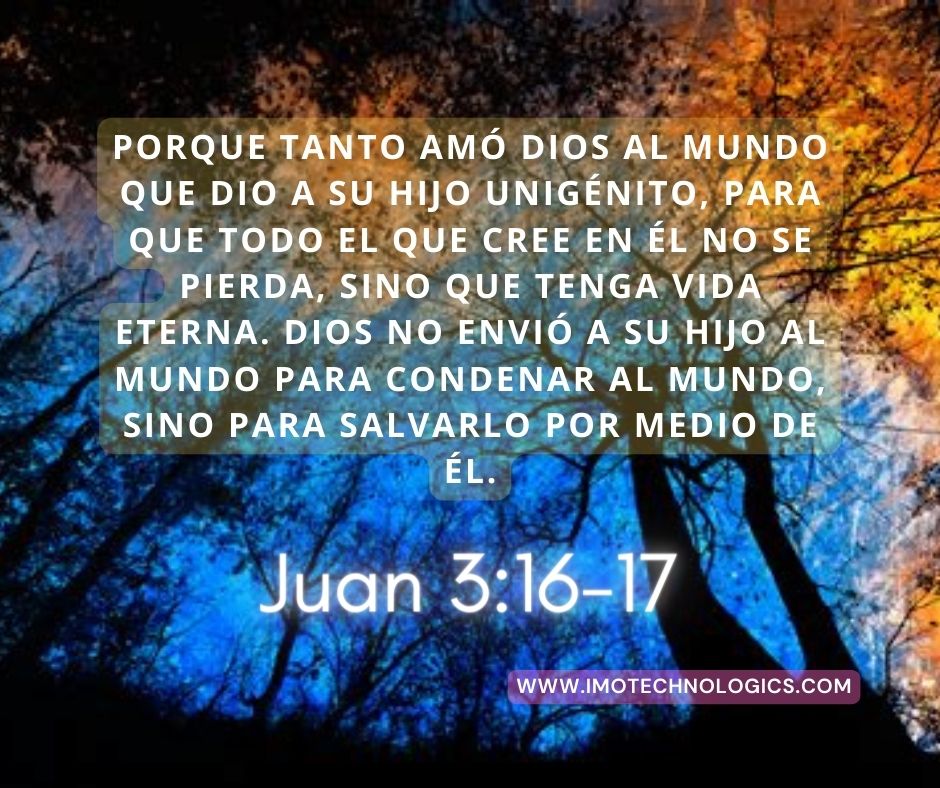 PORQUE TANTO AMÓ DIOS AL MUNDO
QUE DIO A SU HIJO UNIGÉNITO, PARA
QUE TODO EL QUE CREE EN ÉL NO SE
PIERDA, SINO QUE TENGA VIDA
ETERNA. DIOS NO ENVIÓ A SU HIJO AL
MUNDO PARA CONDENAR AL MUNDO,
SINO PARA SALVARLO POR MEDIO DE
ÉL.
Juan 3:16-17
WWW.IMOTECHNOLOGICS.COM